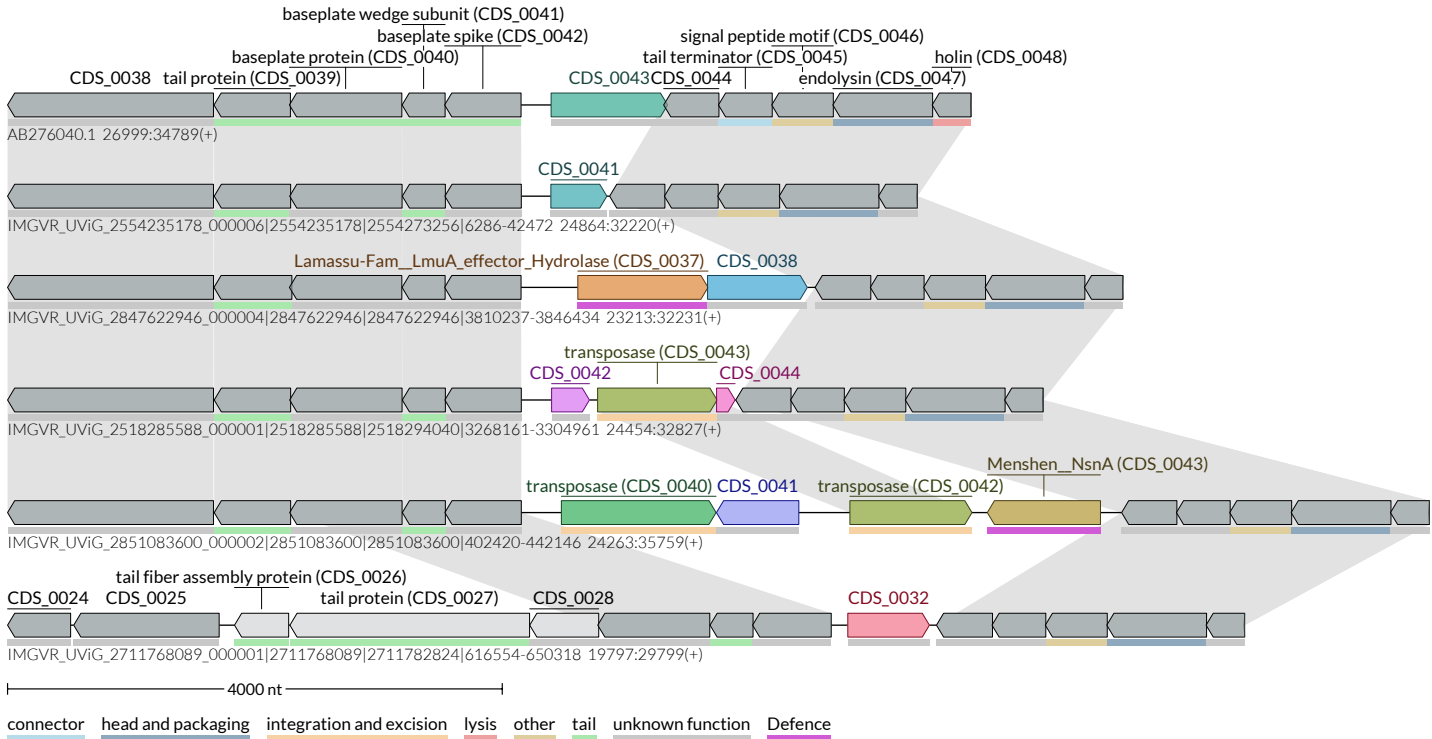 baseplate wedge subunit (CDS_0041)
baseplate spike (CDS_0042) signal peptide motif (CDS_0046)
baseplate protein (CDS_0040) tail terminator (CDS_0045) holin (CDS_0048)
CDS_0038 tail protein (CDS_0039) CDS_0043 CDS_0044 endolysin (CDS_0047)
AB276040.1 26999:34789(+)
CDS_0041
IMGVR_UViG_2554235178_000006|2554235178|2554273256|6286-42472 24864:32220(+)
Lamassu-Fam__LmuA_effector_Hydrolase (CDS_0037) CDS_0038
IMGVR_UViG_2847622946_000004|2847622946|2847622946|3810237-3846434 23213:32231(+)
transposase (CDS_0043)
CDS_0042 CDS_0044
IMGVR_UViG_2518285588_000001|2518285588|2518294040|3268161-3304961 24454:32827(+)
Menshen__NsnA (CDS_0043)
transposase (CDS_0040) CDS_0041 transposase (CDS_0042)
IMGVR_UViG_2851083600_000002|2851083600|2851083600|402420-442146 24263:35759(+)
tail fiber assembly protein (CDS_0026)
CDS_0024 CDS_0025 tail protein (CDS_0027) CDS_0028 CDS_0032
IMGVR_UViG_2711768089_000001|2711768089|2711782824|616554-650318 19797:29799(+)
4000 nt
connector head and packaging integration and excision lysis other tail unknown function Defence